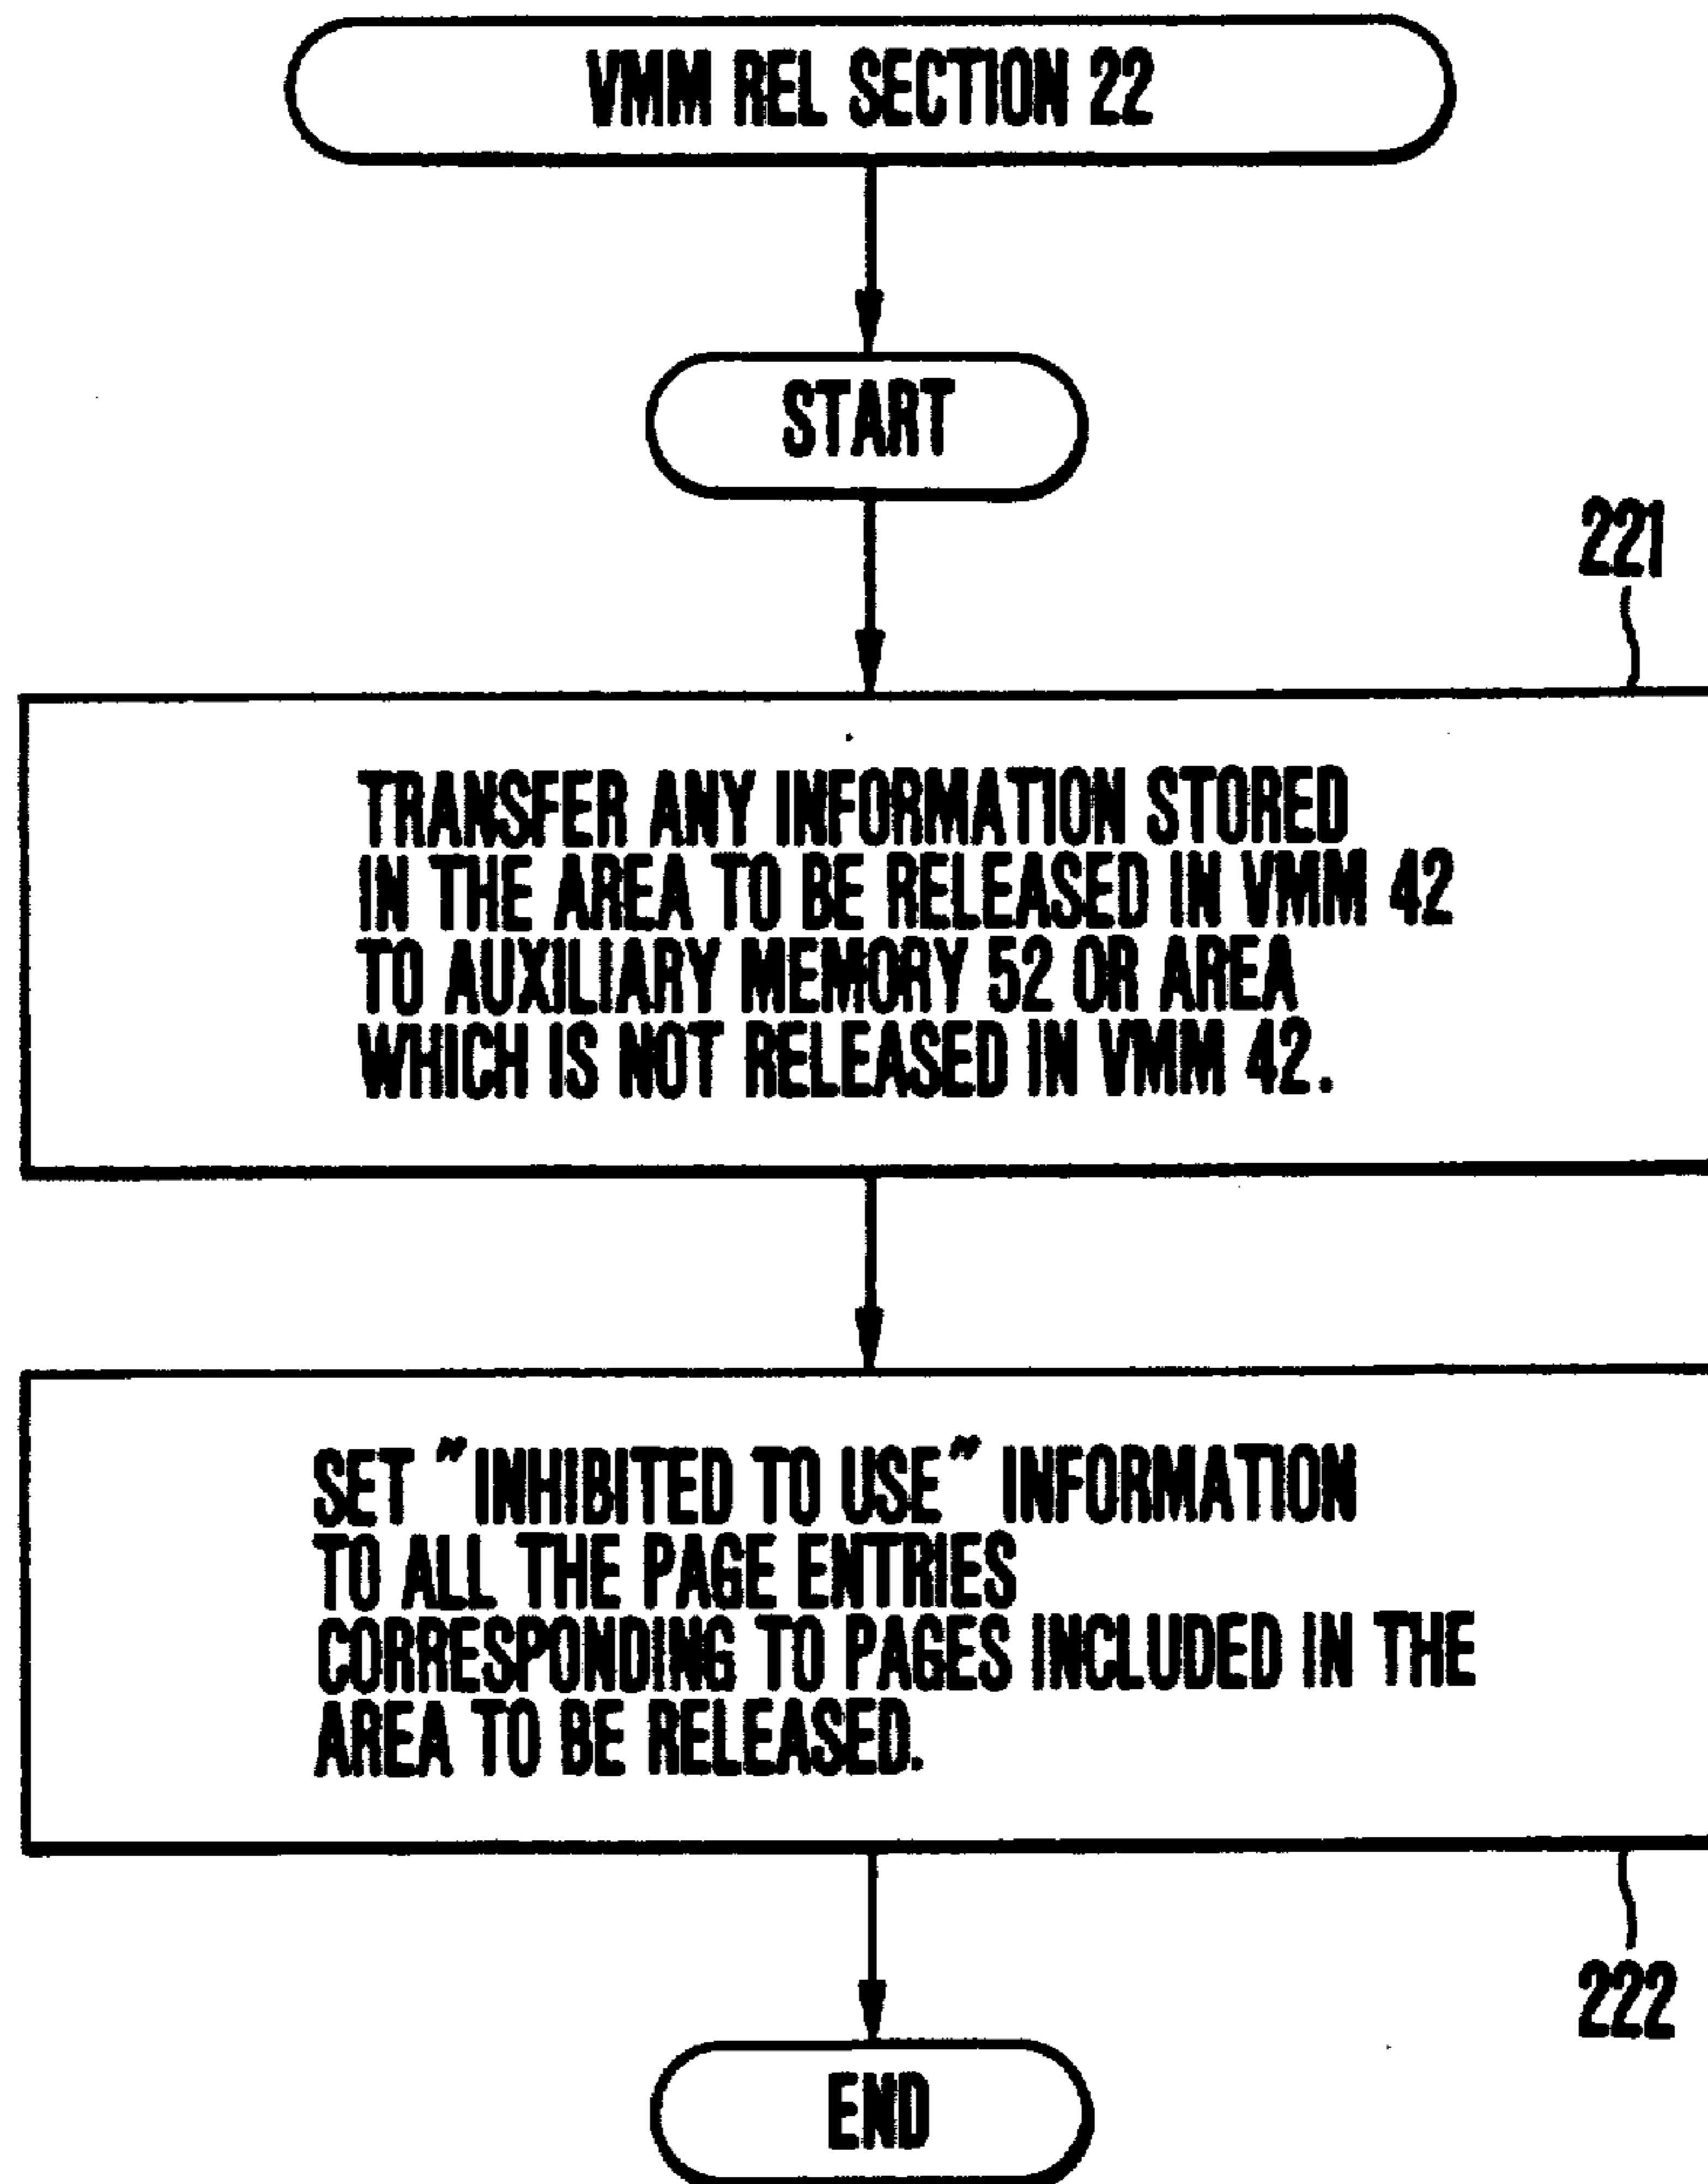 VMM REL SECTION 22
START
221
TRANSFER ANY INFORMATION STORED
IN THE AREA TO BE RELEASED IN VMM 42
TO AUXILIARY MEMORY 52 OR AREA
WHICH IS NOT RELEASED IN VMM 42.
SET "INHIBITED TO USE" INFORMATION
TO ALL THE PAGE ENTRIES
CORRESPONDING TO PAGES INCLUDED IN THE
AREA TO BE RELEASED.
222
END